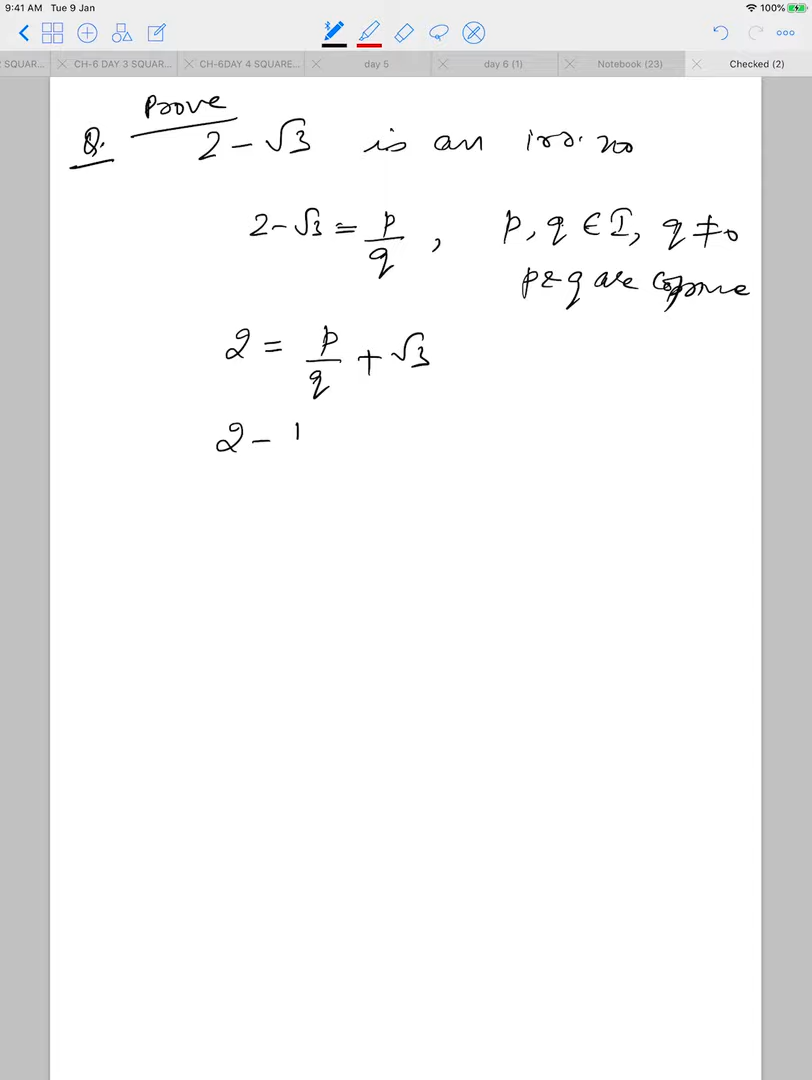 9:41 AM Tue 9 Jan 100%
SQUAR... CH-6 DAY 3 SQUAR... CH-6DAY 4 SQUARE... day 5 day 6 (1) Notebook (23) Checked (2)
Prove
Q. 2 - √3 is an irr. no
2 - √3 = p/q , p, q ∈ I, q ≠ 0
p & q are coprime
2 = p/q + √3
2 -